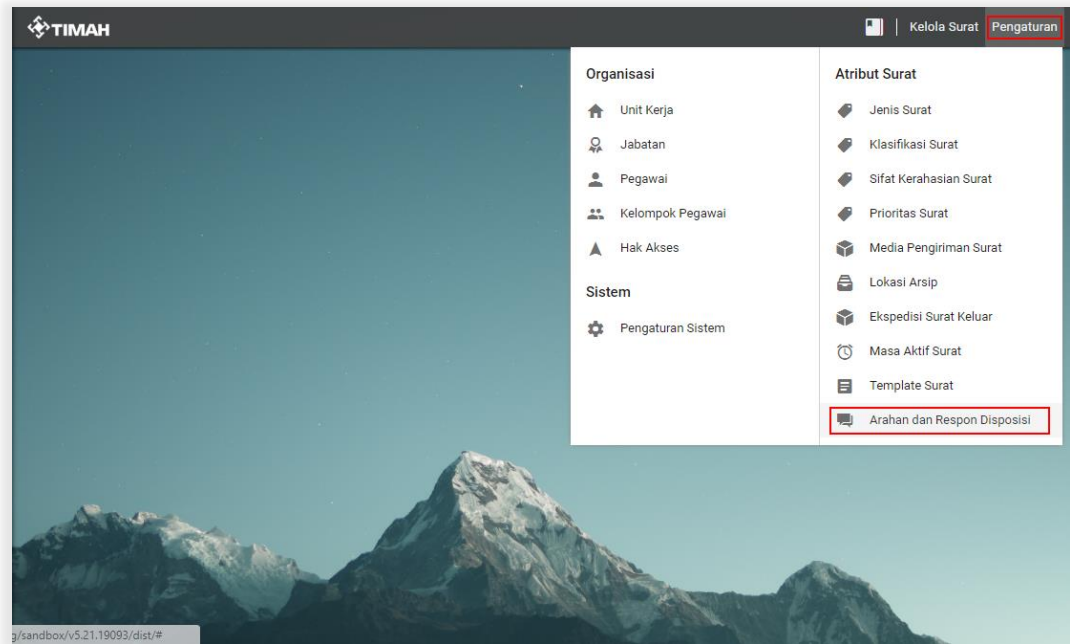 TIMAH
Kelola Surat
Pengaturan
Organisasi
Unit Kerja
Jabatan
Pegawai
Kelompok Pegawai
Hak Akses
Sistem
Pengaturan Sistem
Atribut Surat
Jenis Surat
Klasifikasi Surat
Sifat Kerahasian Surat
Prioritas Surat
Media Pengiriman Surat
Lokasi Arsip
Ekspedisi Surat Keluar
Masa Aktif Surat
Template Surat
Arahan dan Respon Disposisi
g/sandbox/v5.21.19093/dist/#